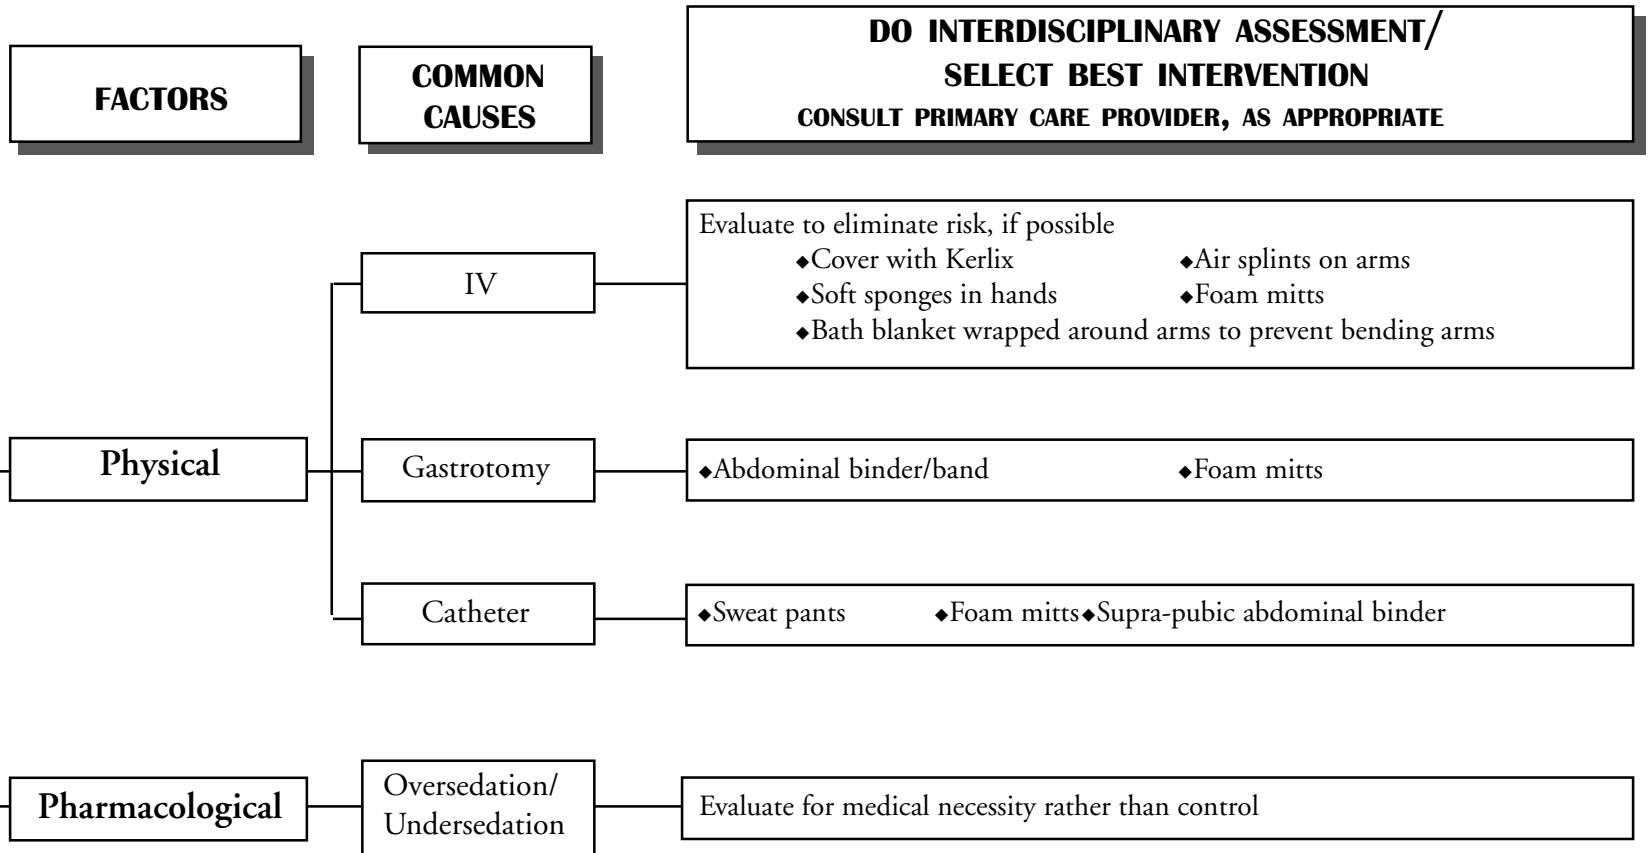 FACTORS
COMMON
CAUSES
DO INTERDISCIPLINARY ASSESSMENT/
SELECT BEST INTERVENTION
CONSULT PRIMARY CARE PROVIDER, AS APPROPRIATE
Physical
IV
Evaluate to eliminate risk, if possible
◆Cover with Kerlix ◆Air splints on arms
◆Soft sponges in hands ◆Foam mitts
◆Bath blanket wrapped around arms to prevent bending arms
Gastrotomy
◆Abdominal binder/band ◆Foam mitts
Catheter
◆Sweat pants ◆Foam mitts◆Supra-pubic abdominal binder
Pharmacological
Oversedation/
Undersedation
Evaluate for medical necessity rather than control